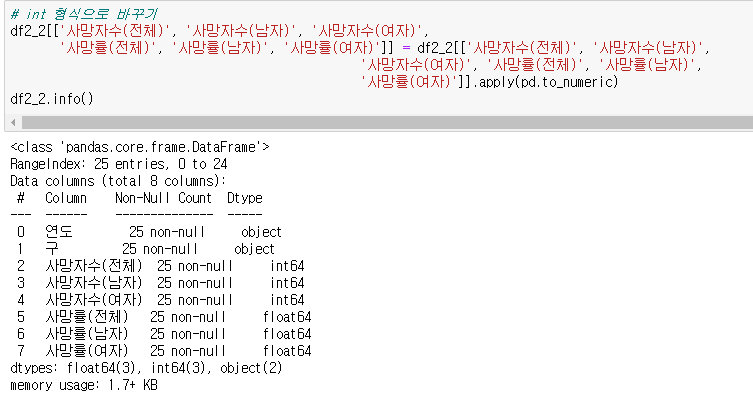 # int 형식으로 바꾸기
df2_2[['사망자수(전체)', '사망자수(남자)', '사망자수(여자)',
'사망률(전체)', '사망률(남자)', '사망률(여자)']] = df2_2[['사망자수(전체)', '사망자수(남자)',
'사망자수(여자)', '사망률(전체)', '사망률(남자)',
'사망률(여자)']].apply(pd.to_numeric)
df2_2.info()
<class 'pandas.core.frame.DataFrame'>
RangeIndex: 25 entries, 0 to 24
Data columns (total 8 columns):
# Column Non-Null Count Dtype
--- ------ -------------- -----
0 연도 25 non-null object
1 구 25 non-null object
2 사망자수(전체) 25 non-null int64
3 사망자수(남자) 25 non-null int64
4 사망자수(여자) 25 non-null int64
5 사망률(전체) 25 non-null float64
6 사망률(남자) 25 non-null float64
7 사망률(여자) 25 non-null float64
dtypes: float64(3), int64(3), object(2)
memory usage: 1.7+ KB